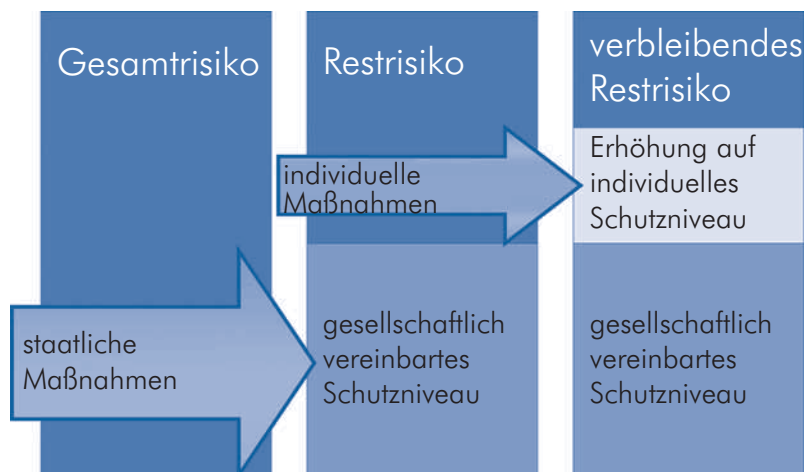 Gesamtrisiko
Restrisiko
verbleibendes
Restrisiko
individuelle
Maßnahmen
Erhöhung auf
individuelles
Schutzniveau
staatliche
Maßnahmen
gesellschaftlich
vereinbartes
Schutzniveau
gesellschaftlich
vereinbartes
Schutzniveau